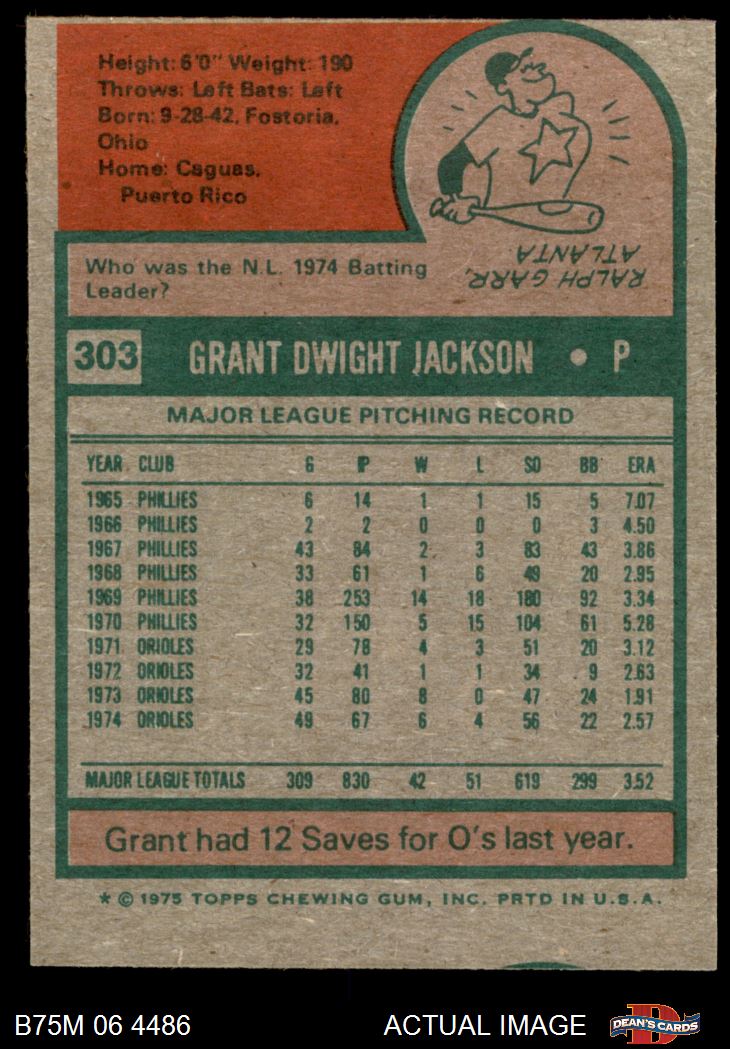 Height: 6'0" Weight: 190
Throws: Left Bats: Left
Born: 9-28-42, Fostoria,
Ohio
Home: Caguas,
Puerto Rico
Who was the N.L. 1974 Batting
Leader?
RALPH GARR,
ATLANTA
303 GRANT DWIGHT JACKSON • P
MAJOR LEAGUE PITCHING RECORD
YEAR CLUB G IP W L SO BB ERA
1965 PHILLIES 6 14 1 1 15 5 7.07
1966 PHILLIES 2 2 0 0 0 3 4.50
1967 PHILLIES 43 84 2 3 83 43 3.86
1968 PHILLIES 33 61 1 6 49 20 2.95
1969 PHILLIES 38 253 14 18 180 92 3.34
1970 PHILLIES 32 150 5 15 104 61 5.28
1971 ORIOLES 29 78 4 3 51 20 3.12
1972 ORIOLES 32 41 1 1 34 9 2.63
1973 ORIOLES 45 80 8 0 47 24 1.91
1974 ORIOLES 49 67 6 4 56 22 2.57
MAJOR LEAGUE TOTALS 309 830 42 51 619 299 3.52
Grant had 12 Saves for O's last year.
* © 1975 TOPPS CHEWING GUM, INC. PRTD IN U.S.A.
B75M 06 4486 ACTUAL IMAGE DEAN'S CARDS